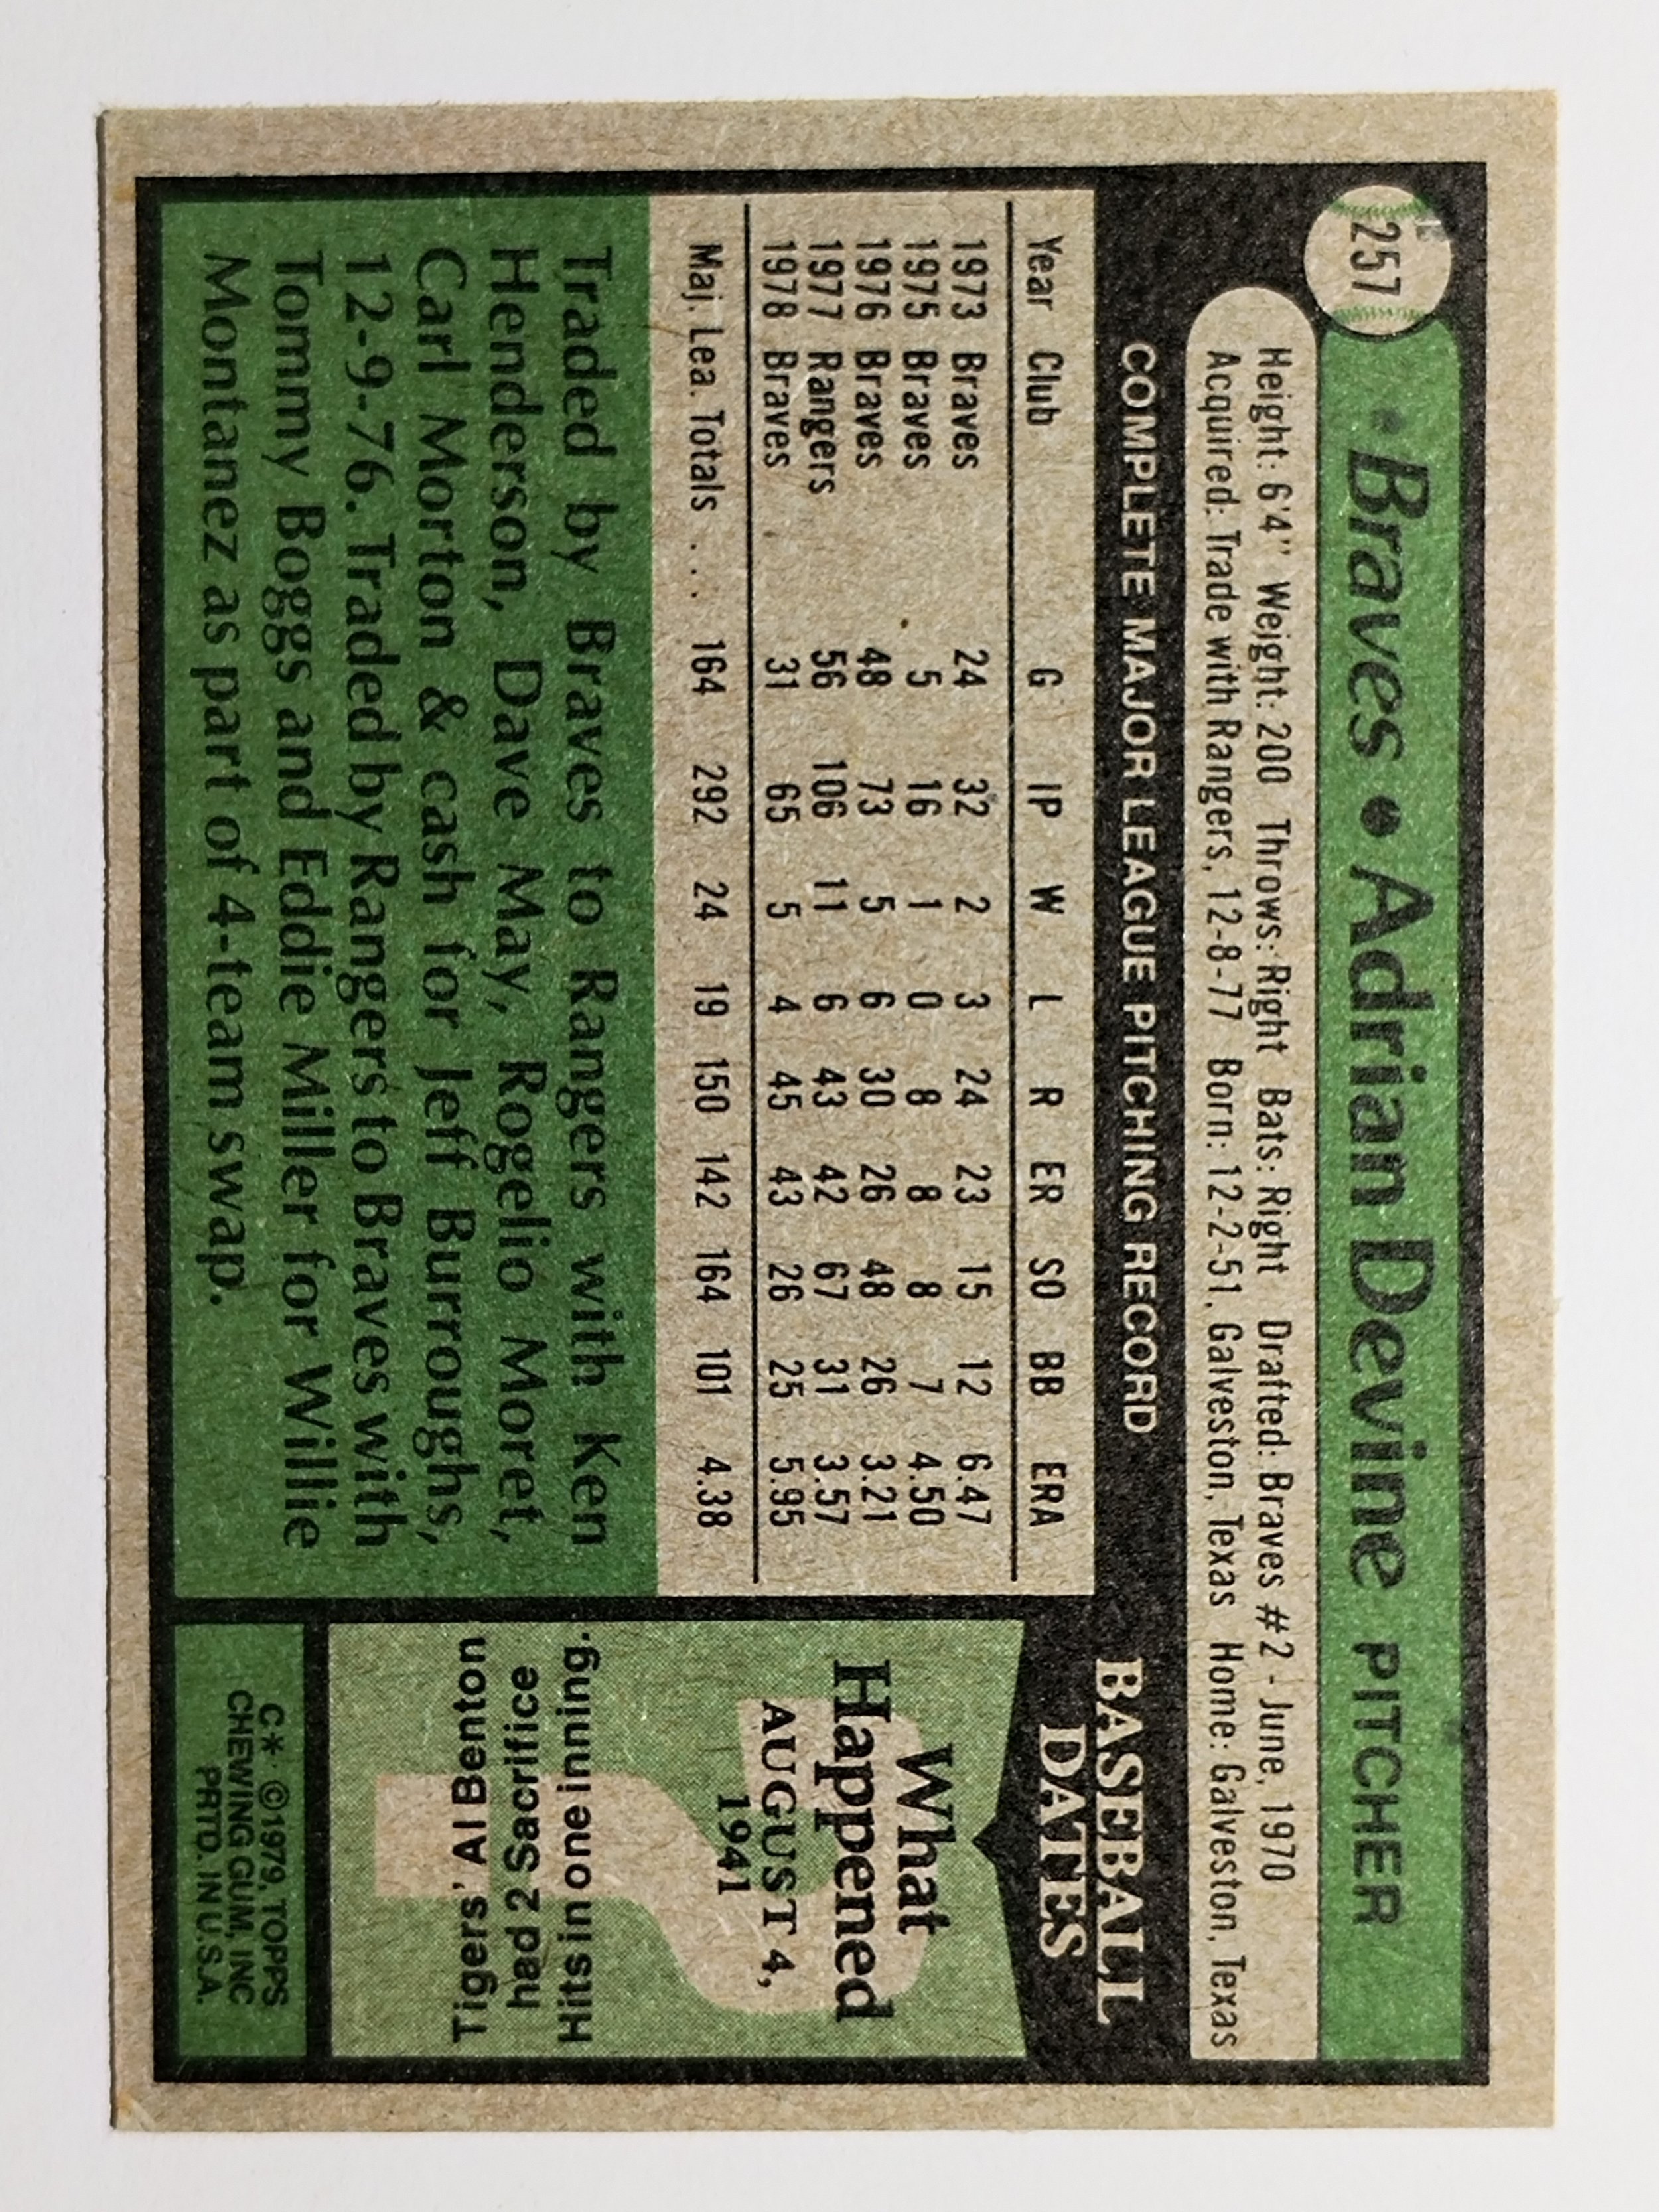 257
Braves • Adrian Devine PITCHER
Height: 6'4" Weight: 200 Throws: Right Bats: Right Drafted: Braves #2 - June, 1970
Acquired: Trade with Rangers, 12-8-77 Born: 12-2-51, Galveston, Texas Home: Galveston, Texas
COMPLETE MAJOR LEAGUE PITCHING RECORD
Year Club G IP W L R ER SO BB ERA
1973 Braves 24 32 2 3 24 23 15 12 6.47
1975 Braves 5 16 1 0 8 8 8 7 4.50
1976 Braves 48 73 5 6 30 26 48 26 3.21
1977 Rangers 56 106 11 6 43 42 67 31 3.57
1978 Braves 31 65 5 4 45 43 26 25 5.95
Maj. Lea. Totals . . . 164 292 24 19 150 142 164 101 4.38
Traded by Braves to Rangers with Ken
Henderson, Dave May, Rogelio Moret,
Carl Morton & cash for Jeff Burroughs,
12-9-76. Traded by Rangers to Braves with
Tommy Boggs and Eddie Miller for Willie
Montanez as part of 4-team swap.
BASEBALL
DATES
What
Happened
AUGUST 4,
1941
Tigers' Al Benton
had 2 Sacrifice
Hits in one inning.
C* ©1979, TOPPS
CHEWING GUM, INC
PRTD. IN U.S.A.